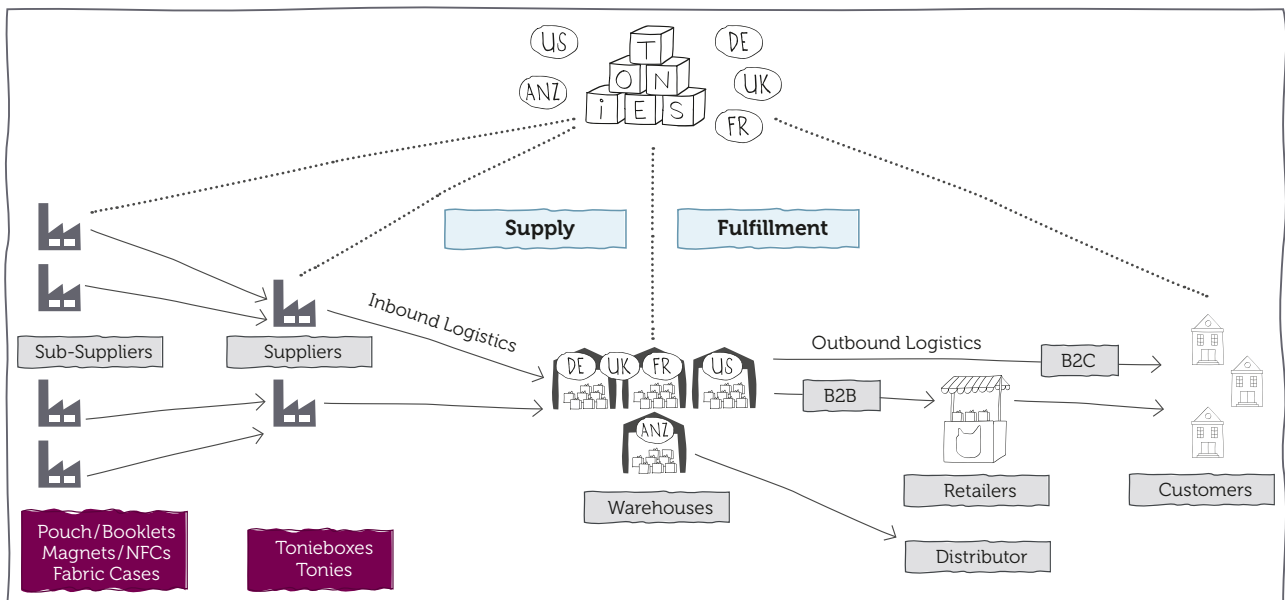 US
T
DE
O N
ANZ
UK
i E S
FR
Supply
Fulfillment
Inbound Logistics
Sub-Suppliers
Suppliers
Outbound Logistics
B2C
DE
UK
FR
US
B2B
ANZ
Warehouses
Retailers
Customers
Distributor
Pouch/Booklets
Magnets/NFCs
Fabric Cases
Tonieboxes
Tonies